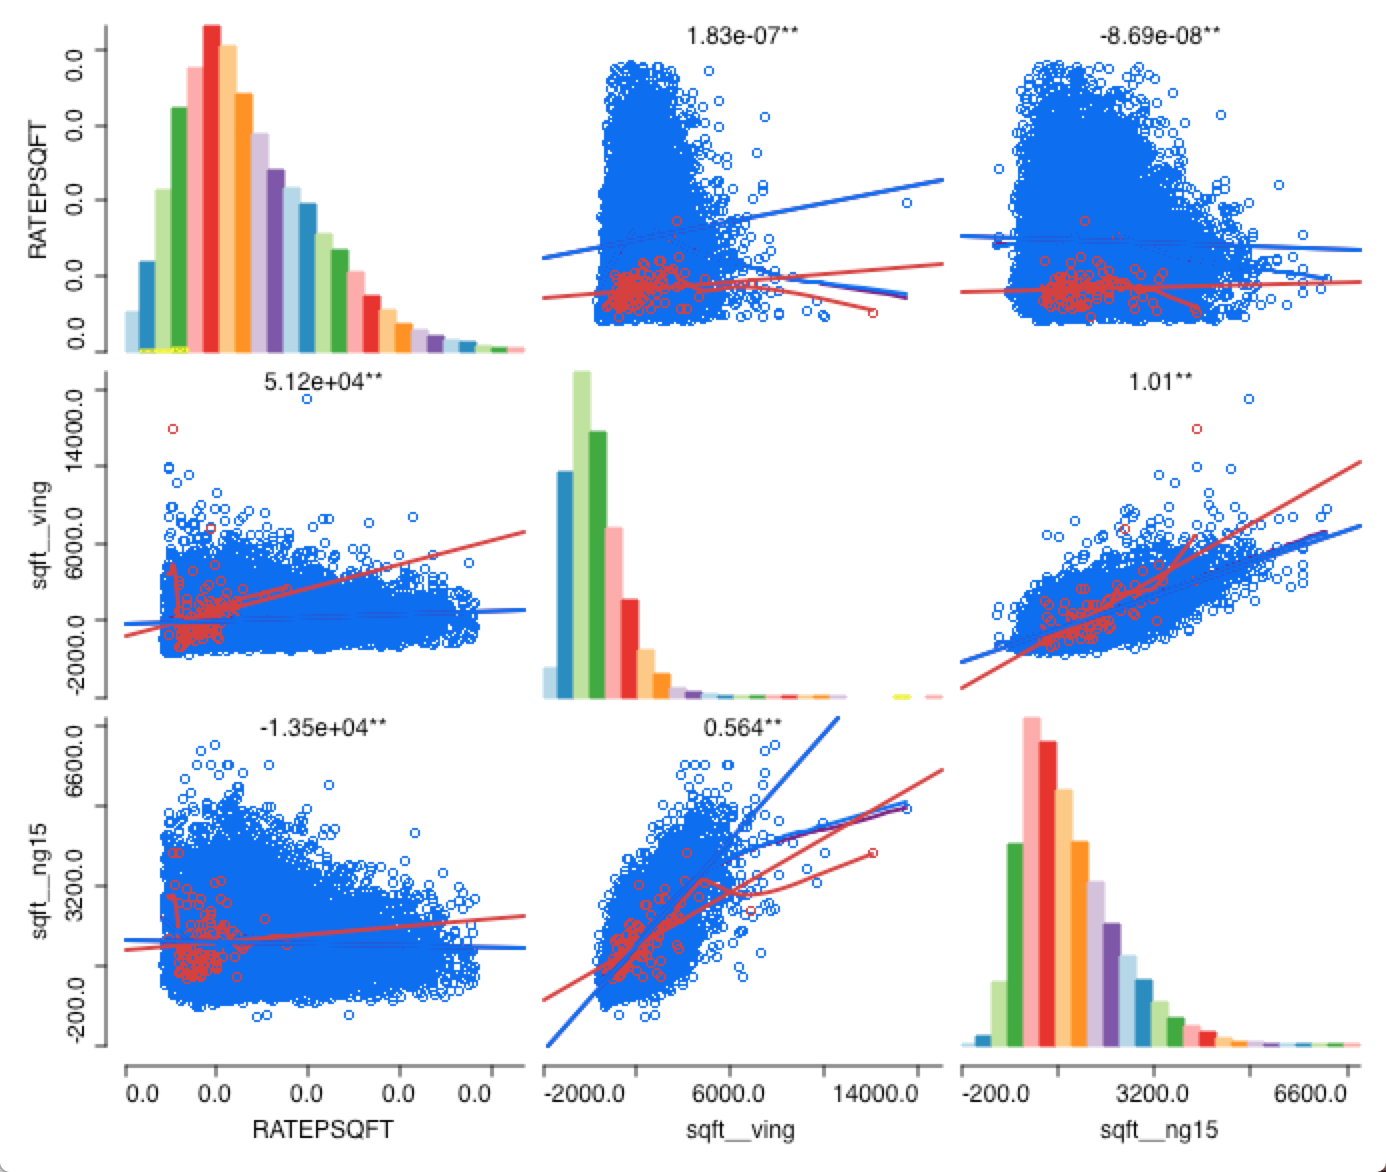 1.83e-07**
-8.69e-08**
RATEPSQFT
0.0
0.0
0.0
0.0
0.0
5.12e+04**
1.01**
sqft__ving
14000.0
60000.0
-2000.0
-1.35e+04**
0.564**
sqft__ng15
6600.0
3200.0
-200.0
0.0 0.0 0.0 0.0 0.0 -2000.0 6000.0 14000.0 -200.0 3200.0 6600.0
RATEPSQFT sqft__ving sqft__ng15